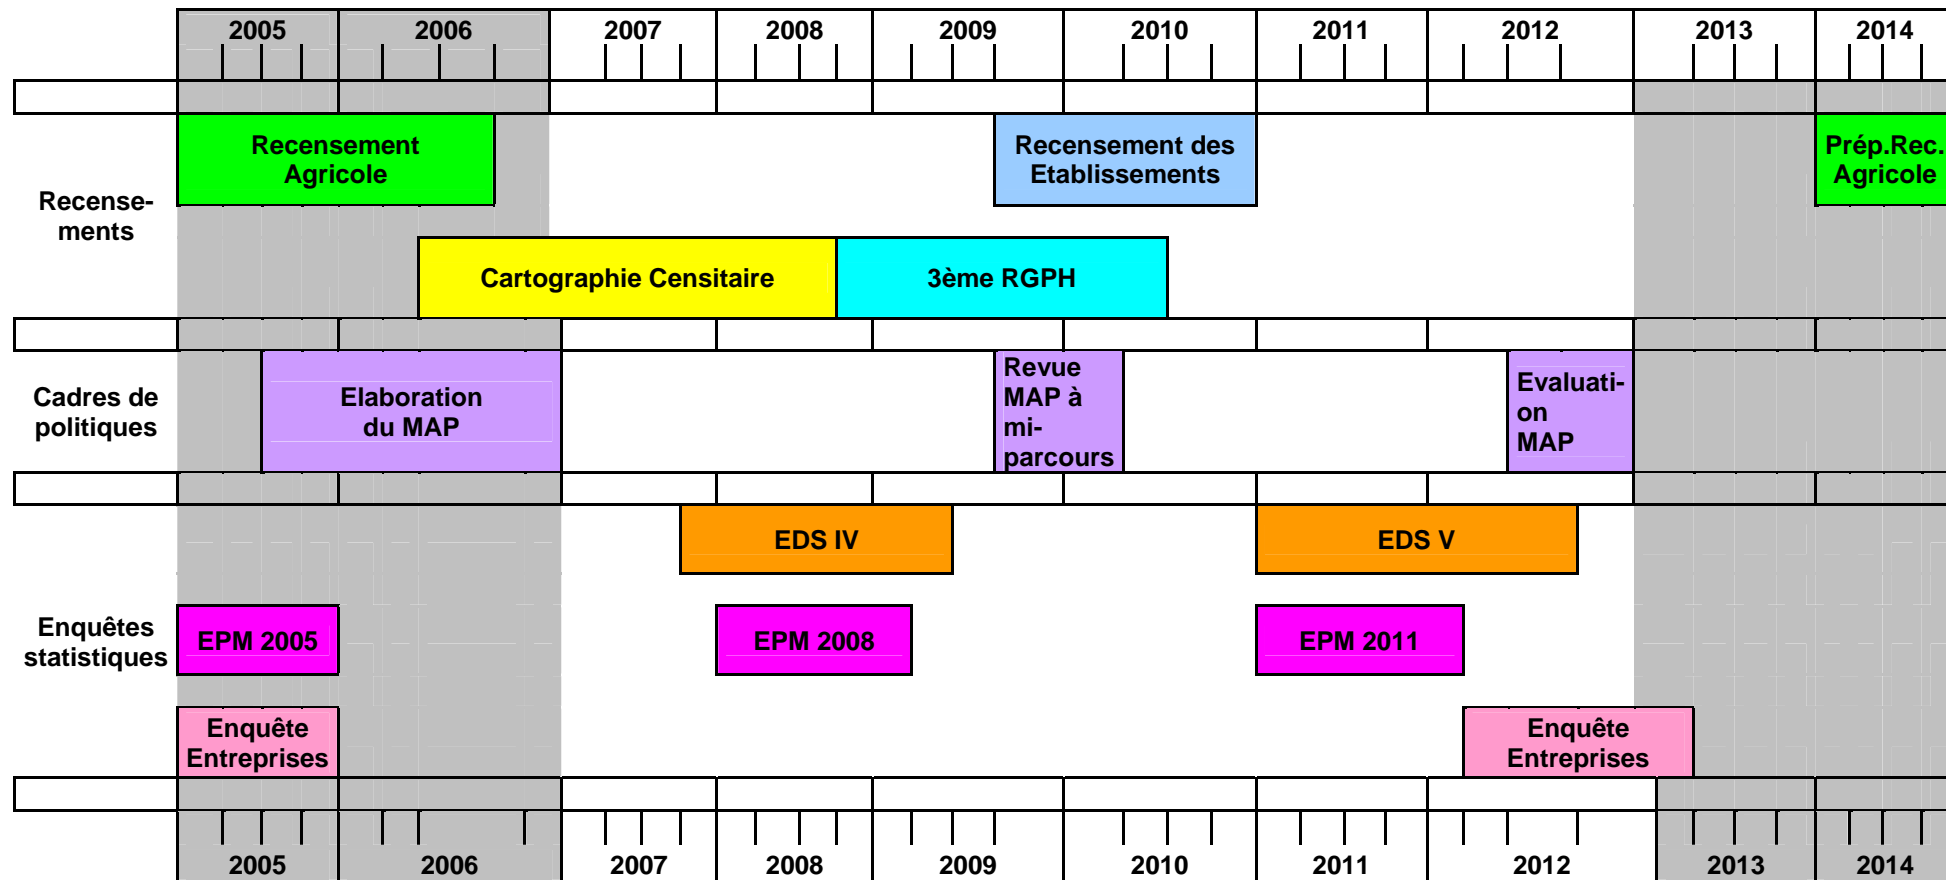 2005 2006 2007 2008 2009 2010 2011 2012 2013 2014
Recensement
Agricole
Recensement des
Etablissements
Prép.Rec.
Agricole
Recense-
ments
Cartographie Censitaire
3ème RGPH
Cadres de
politiques
Elaboration
du MAP
Revue
MAP à
mi-
parcours
Evaluati-
on
MAP
EDS IV
EDS V
Enquêtes
statistiques
EPM 2005
EPM 2008
EPM 2011
Enquête
Entreprises
Enquête
Entreprises
2005 2006 2007 2008 2009 2010 2011 2012 2013 2014